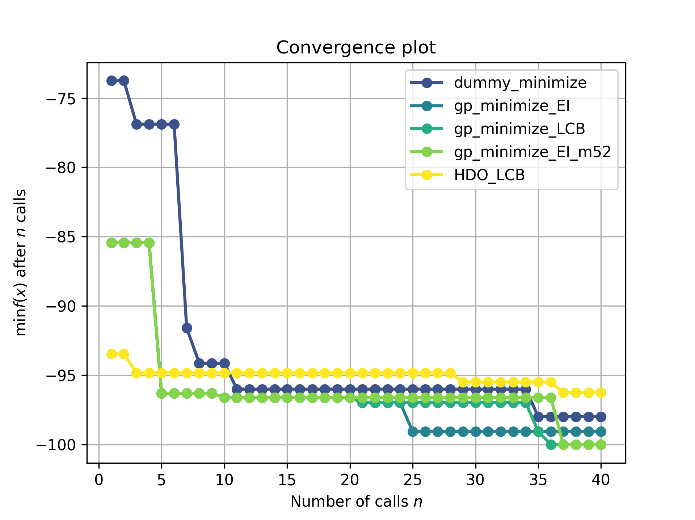 Convergence plot
dummy_minimize
gp_minimize_EI
gp_minimize_LCB
gp_minimize_EI_m52
HDO_LCB
min f(x) after n calls
−75
−80
−85
−90
−95
−100
0 5 10 15 20 25 30 35 40
Number of calls n